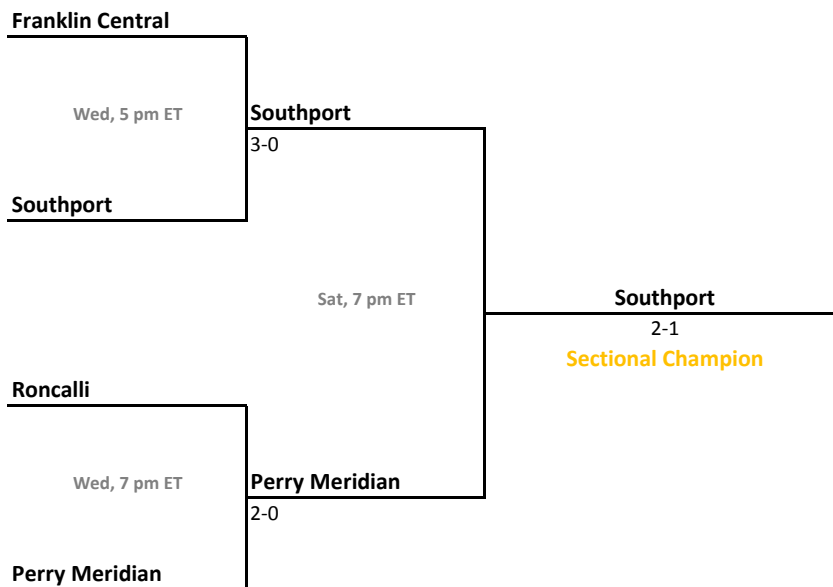 Franklin Central
Wed, 5 pm ET
Southport
3-0
Southport
Sat, 7 pm ET
Southport
2-1
Sectional Champion
Roncalli
Wed, 7 pm ET
Perry Meridian
2-0
Perry Meridian